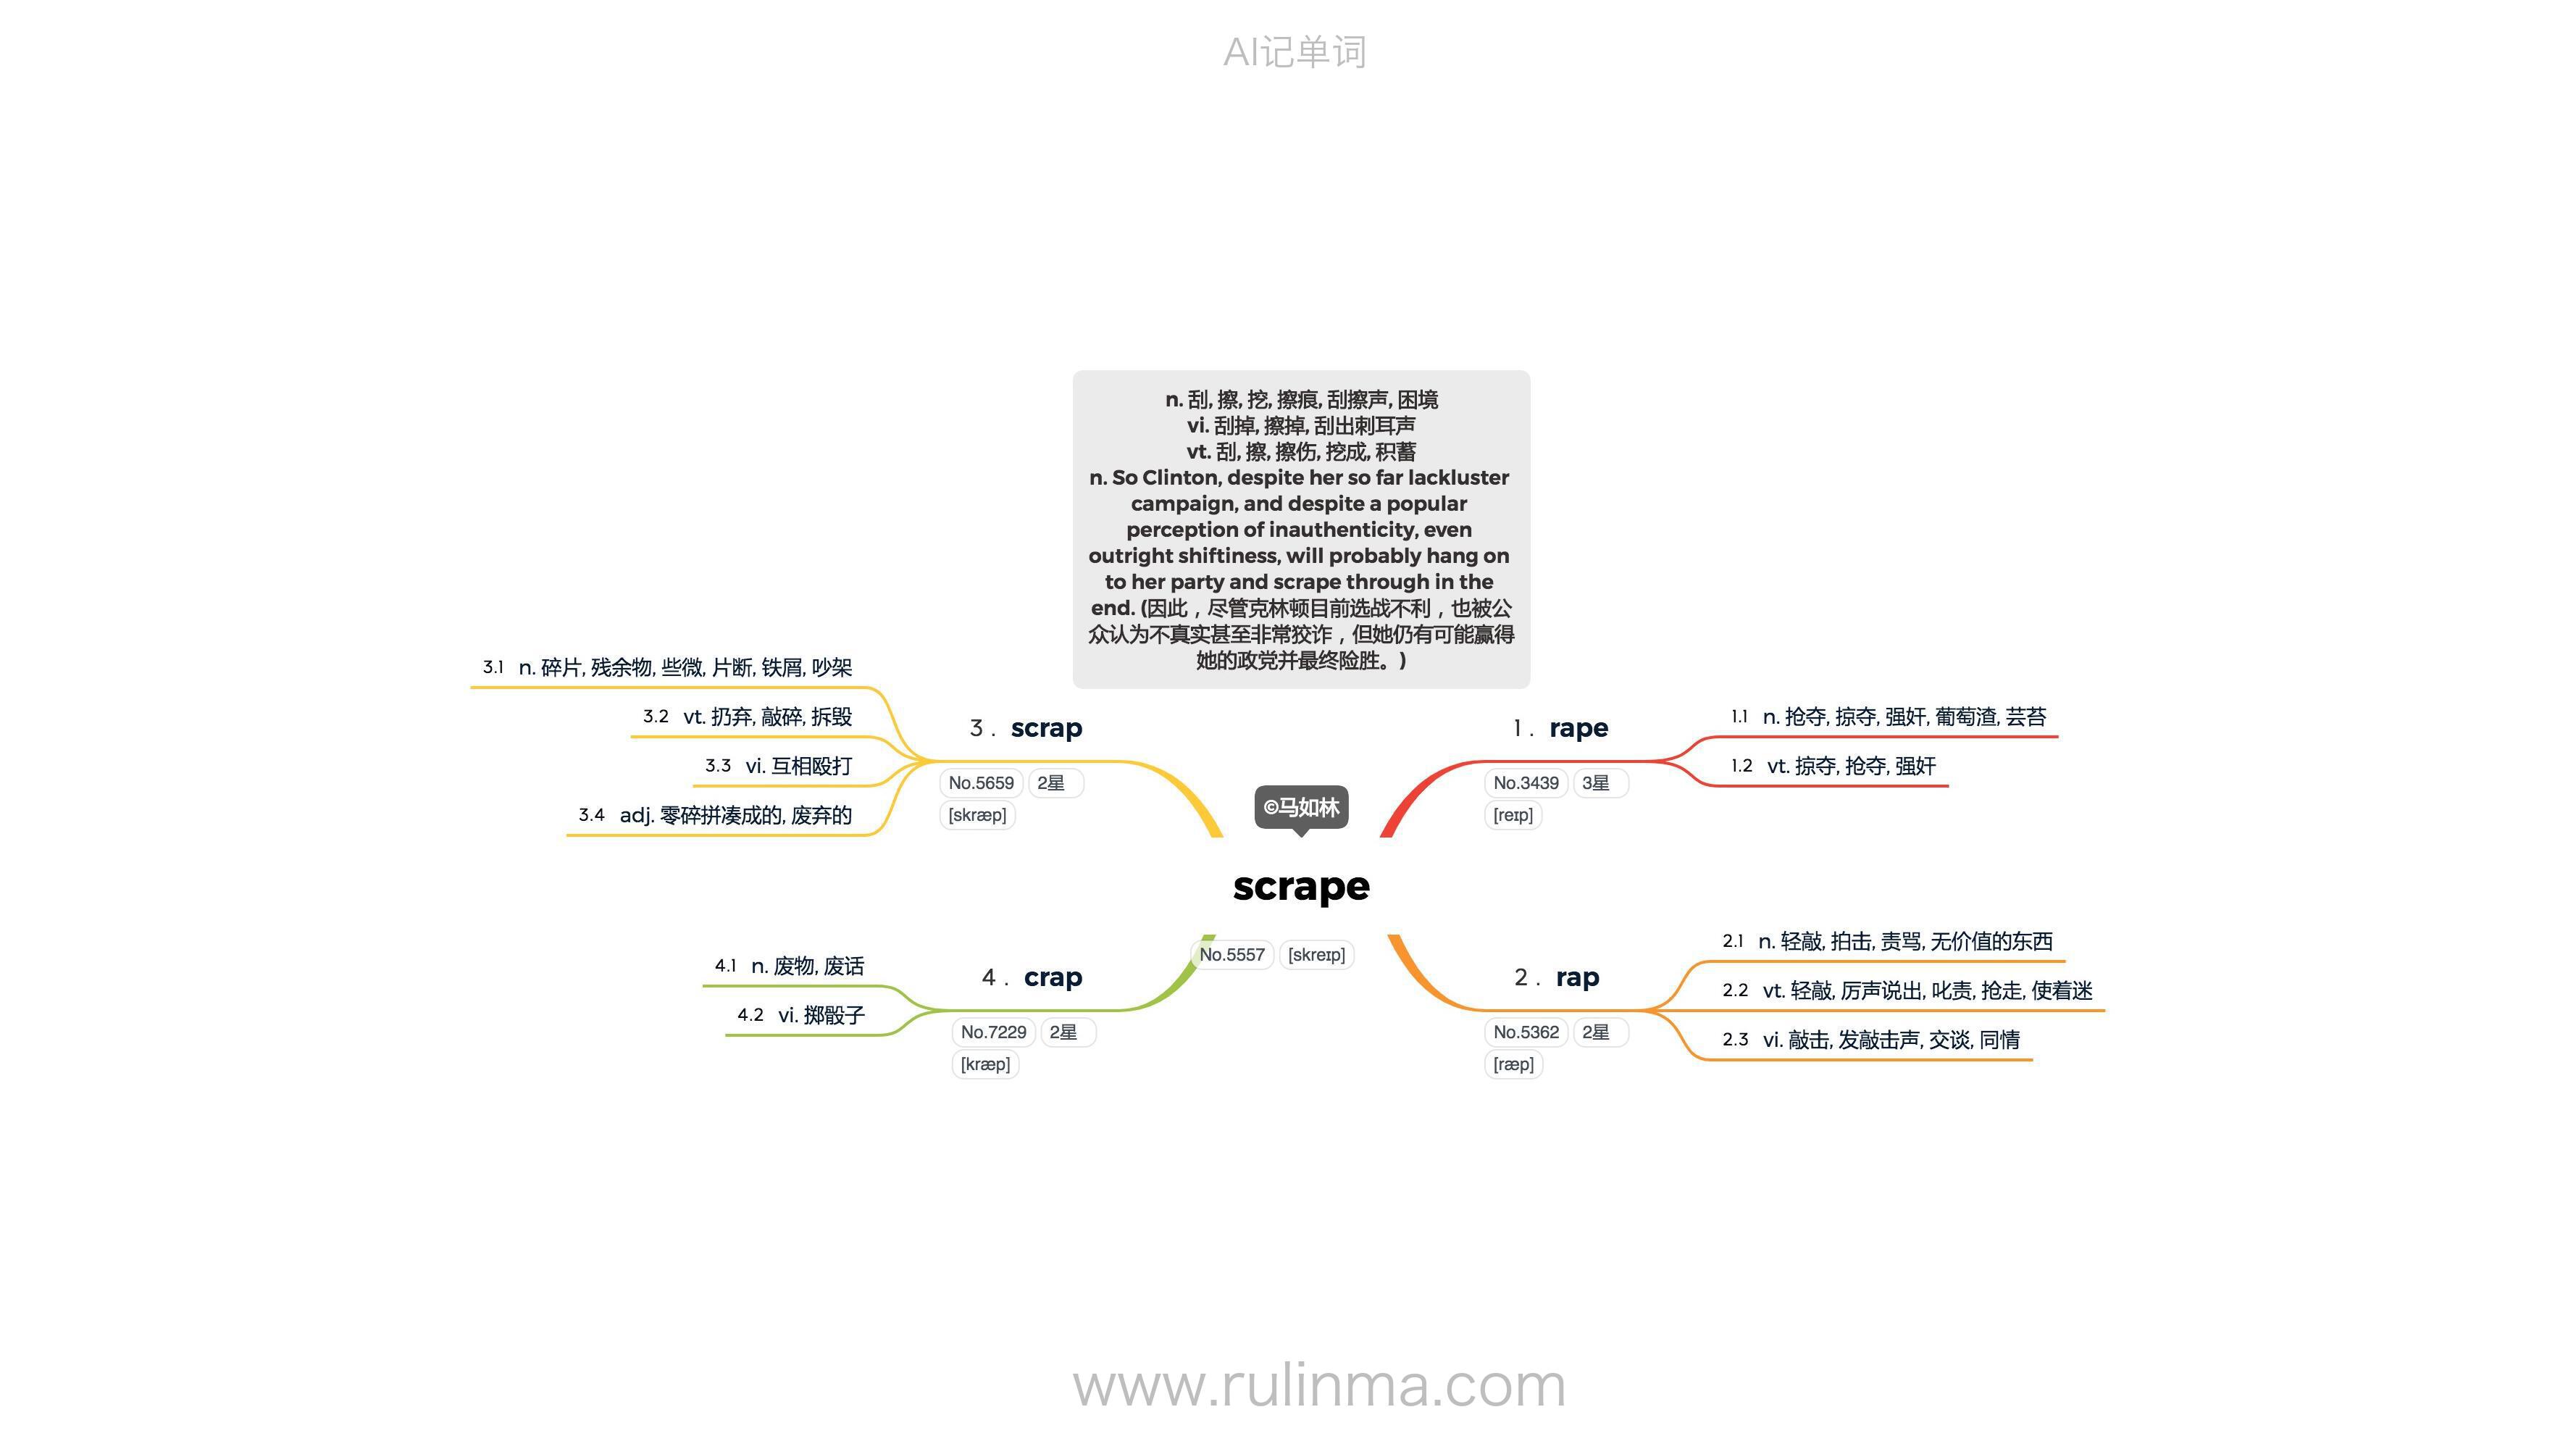 AI记单词
n. 刮, 擦, 挖, 擦痕, 刮擦声, 困境
vi. 刮掉, 擦掉, 刮出刺耳声
vt. 刮, 擦, 擦伤, 挖成, 积蓄
n. So Clinton, despite her so far lackluster
campaign, and despite a popular
perception of inauthenticity, even
outright shiftiness, will probably hang on
to her party and scrape through in the
end. (因此，尽管克林顿目前选战不利，也被公
众认为不真实甚至非常狡诈，但她仍有可能赢得
她的政党并最终险胜。)
©马如林
scrape
No.5557 [skreɪp]
1. rape
No.3439 3星
[reɪp]
1.1 n. 抢夺, 掠夺, 强奸, 葡萄渣, 芸苔
1.2 vt. 掠夺, 抢夺, 强奸
2. rap
No.5362 2星
[ræp]
2.1 n. 轻敲, 拍击, 责骂, 无价值的东西
2.2 vt. 轻敲, 厉声说出, 叱责, 抢走, 使着迷
2.3 vi. 敲击, 发敲击声, 交谈, 同情
3. scrap
No.5659 2星
[skræp]
3.1 n. 碎片, 残余物, 些微, 片断, 铁屑, 吵架
3.2 vt. 扔弃, 敲碎, 拆毁
3.3 vi. 互相殴打
3.4 adj. 零碎拼凑成的, 废弃的
4. crap
No.7229 2星
[kræp]
4.1 n. 废物, 废话
4.2 vi. 掷骰子
www.rulinma.com